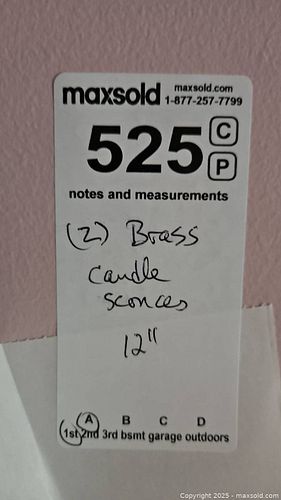 maxsold maxsold.com
1-877-257-7799
525 C
P
notes and measurements
(2) Brass
candle
sconces
12"
A B C D
1st 2nd 3rd bsmt garage outdoors
Copyright © 2025 - maxsold.com